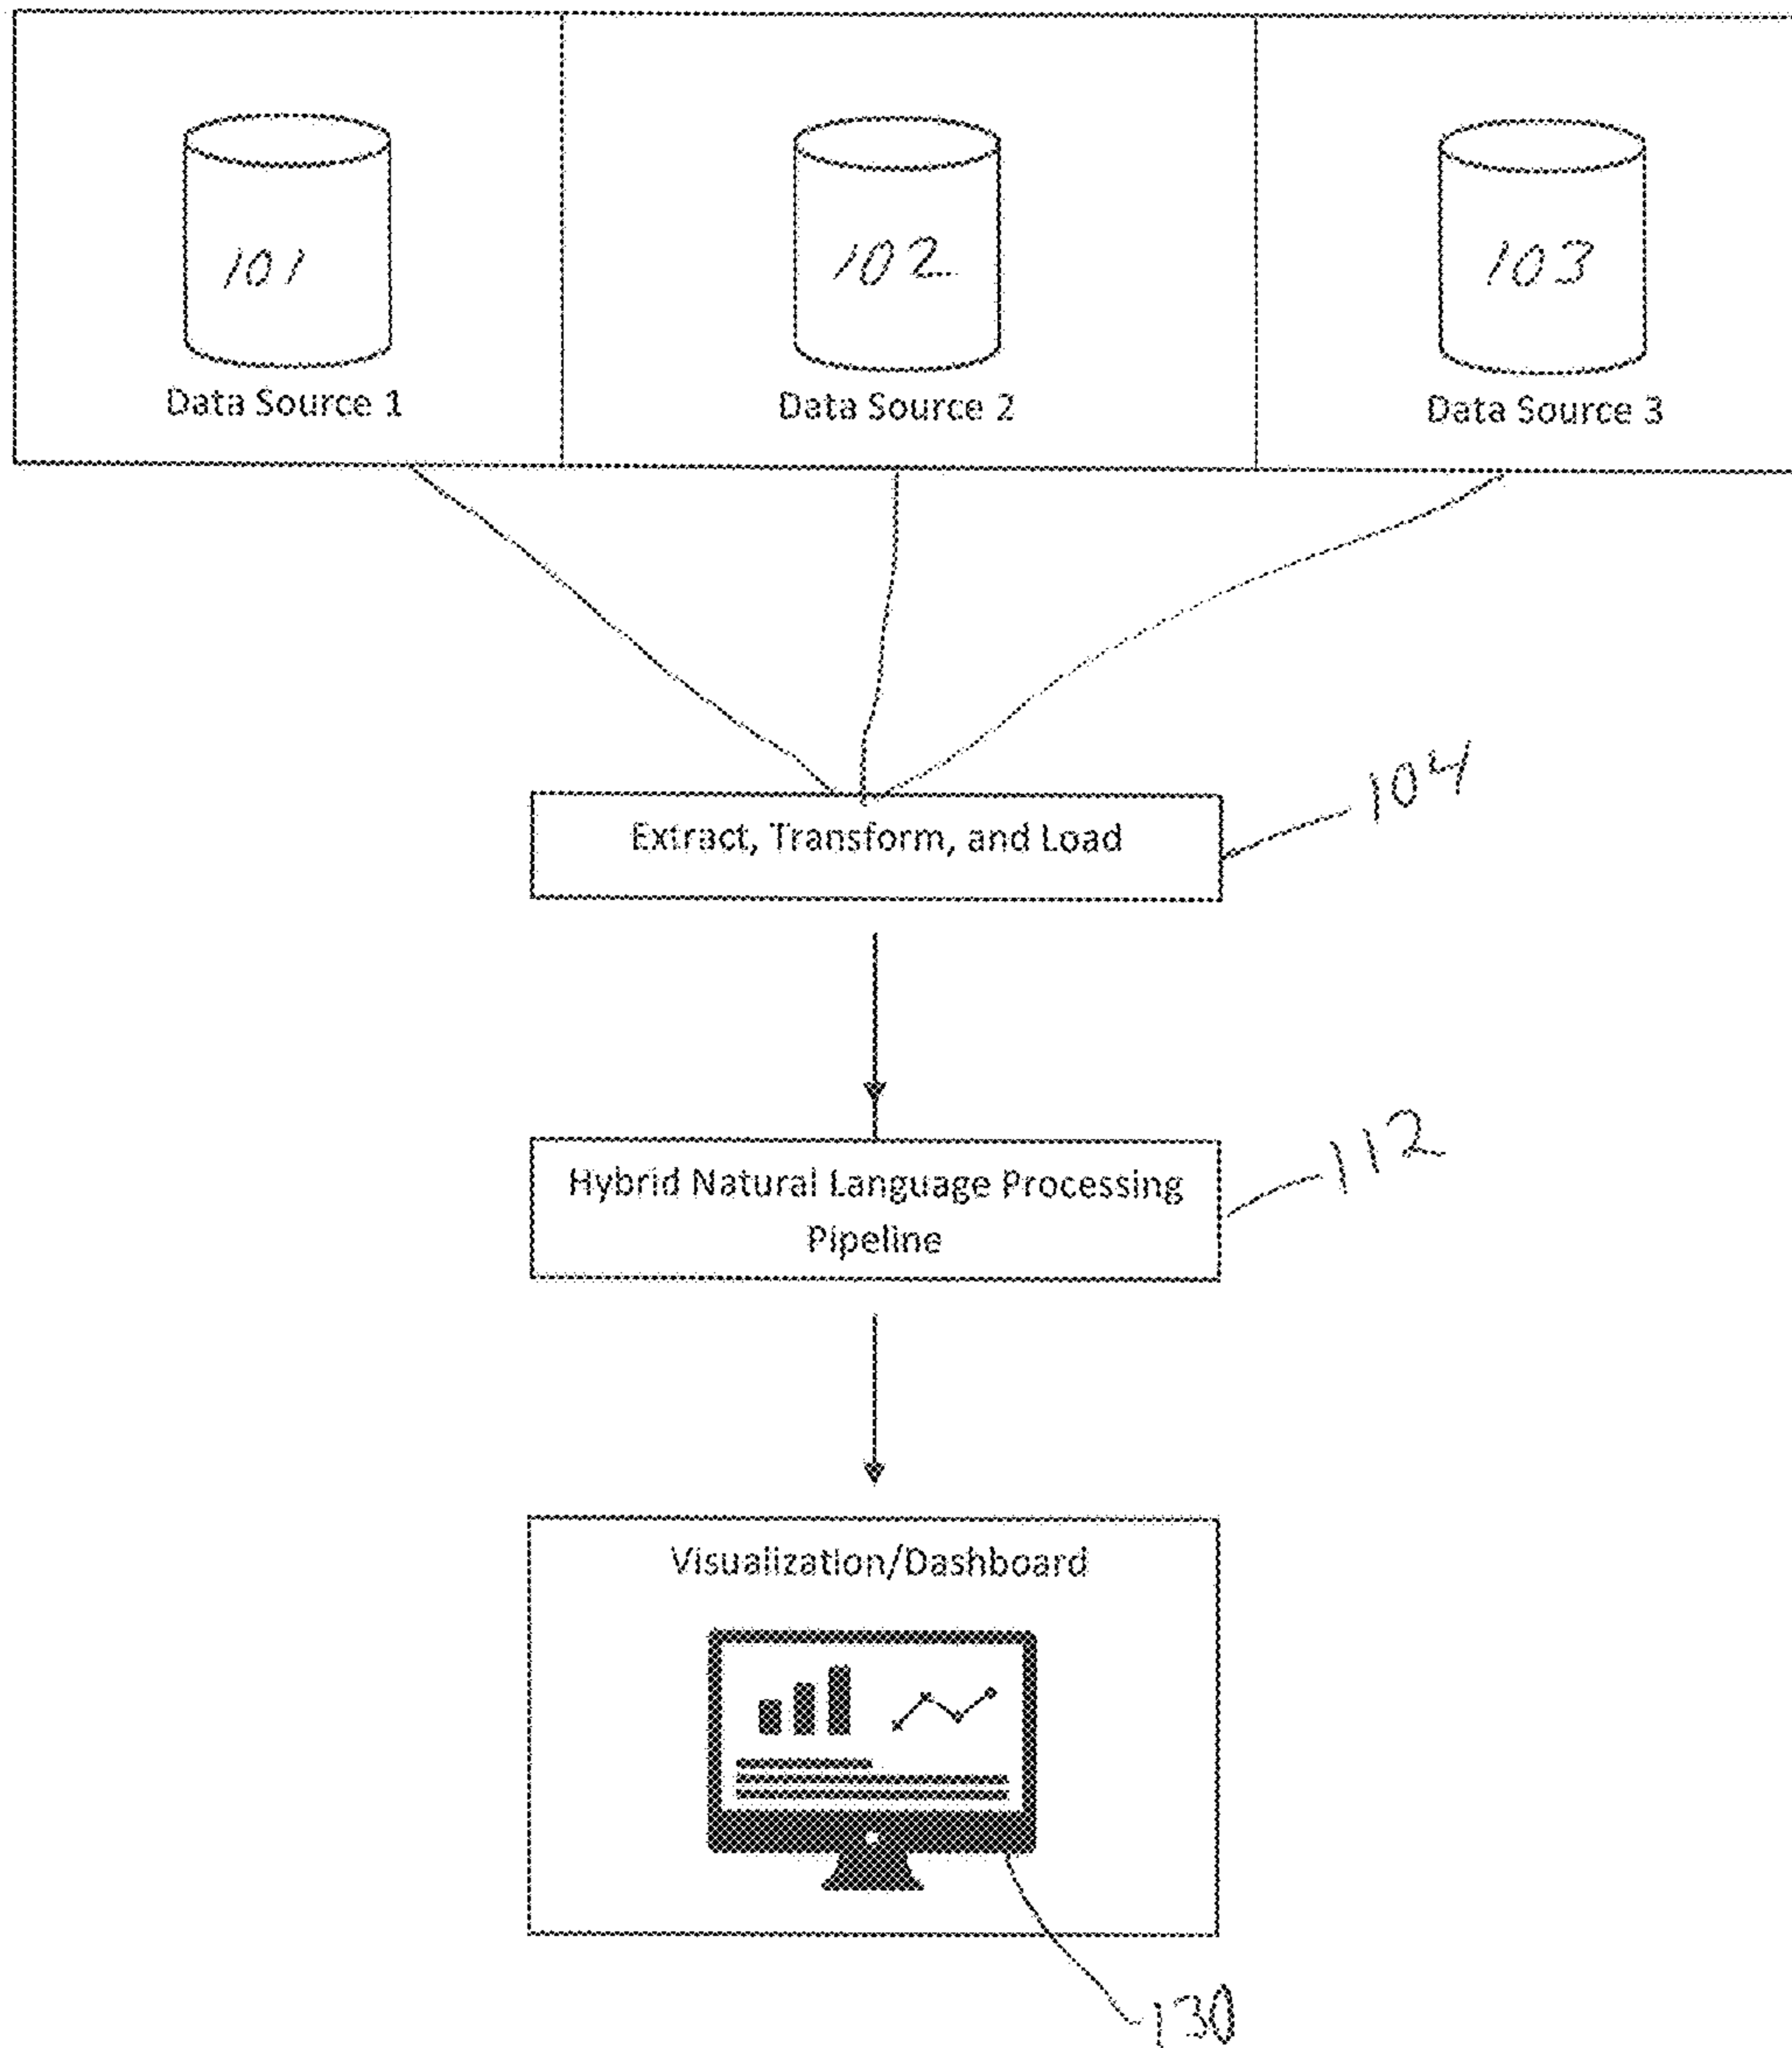 101
102
103
Data Source 1
Data Source 2
Data Source 3
104
Extract, Transform, and Load
112
Hybrid Natural Language Processing
Pipeline
Visualization/Dashboard
130